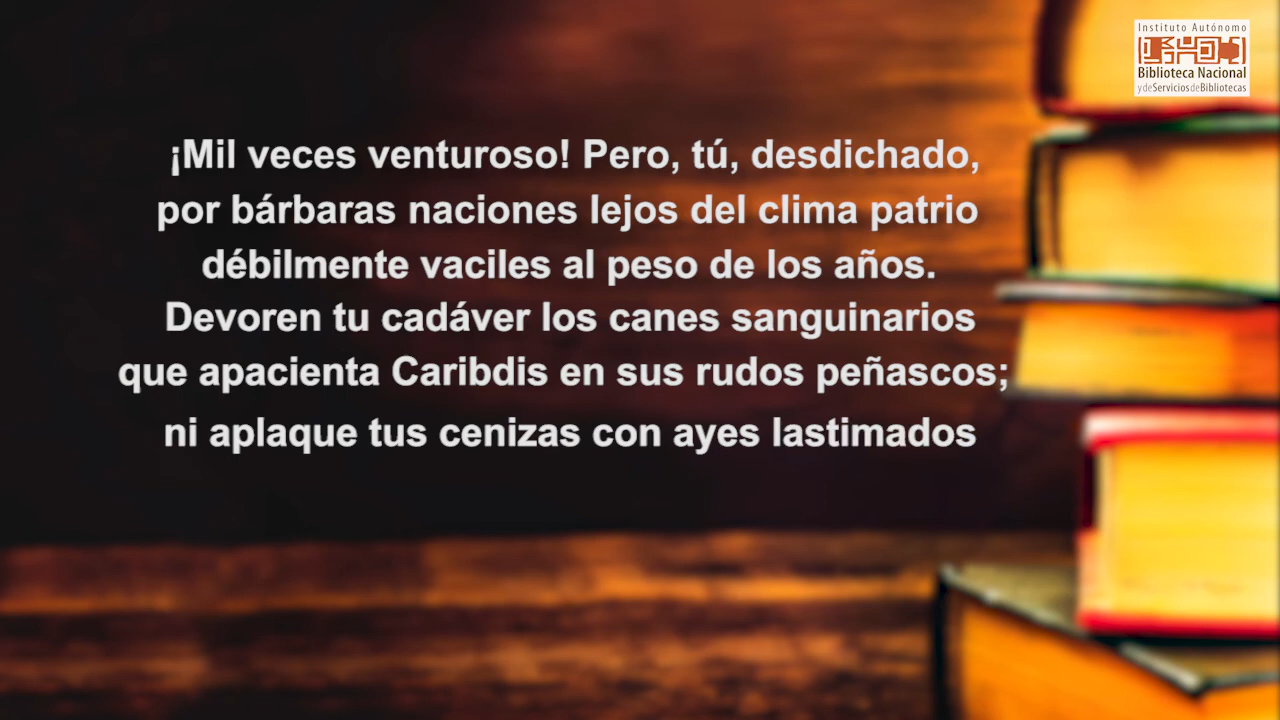 Instituto Autónomo
Biblioteca Nacional
y de Servicios de Bibliotecas
¡Mil veces venturoso! Pero, tú, desdichado,
por bárbaras naciones lejos del clima patrio
débilmente vaciles al peso de los años.
Devoren tu cadáver los canes sanguinarios
que apacienta Caribdis en sus rudos peñascos;
ni aplaque tus cenizas con ayes lastimados